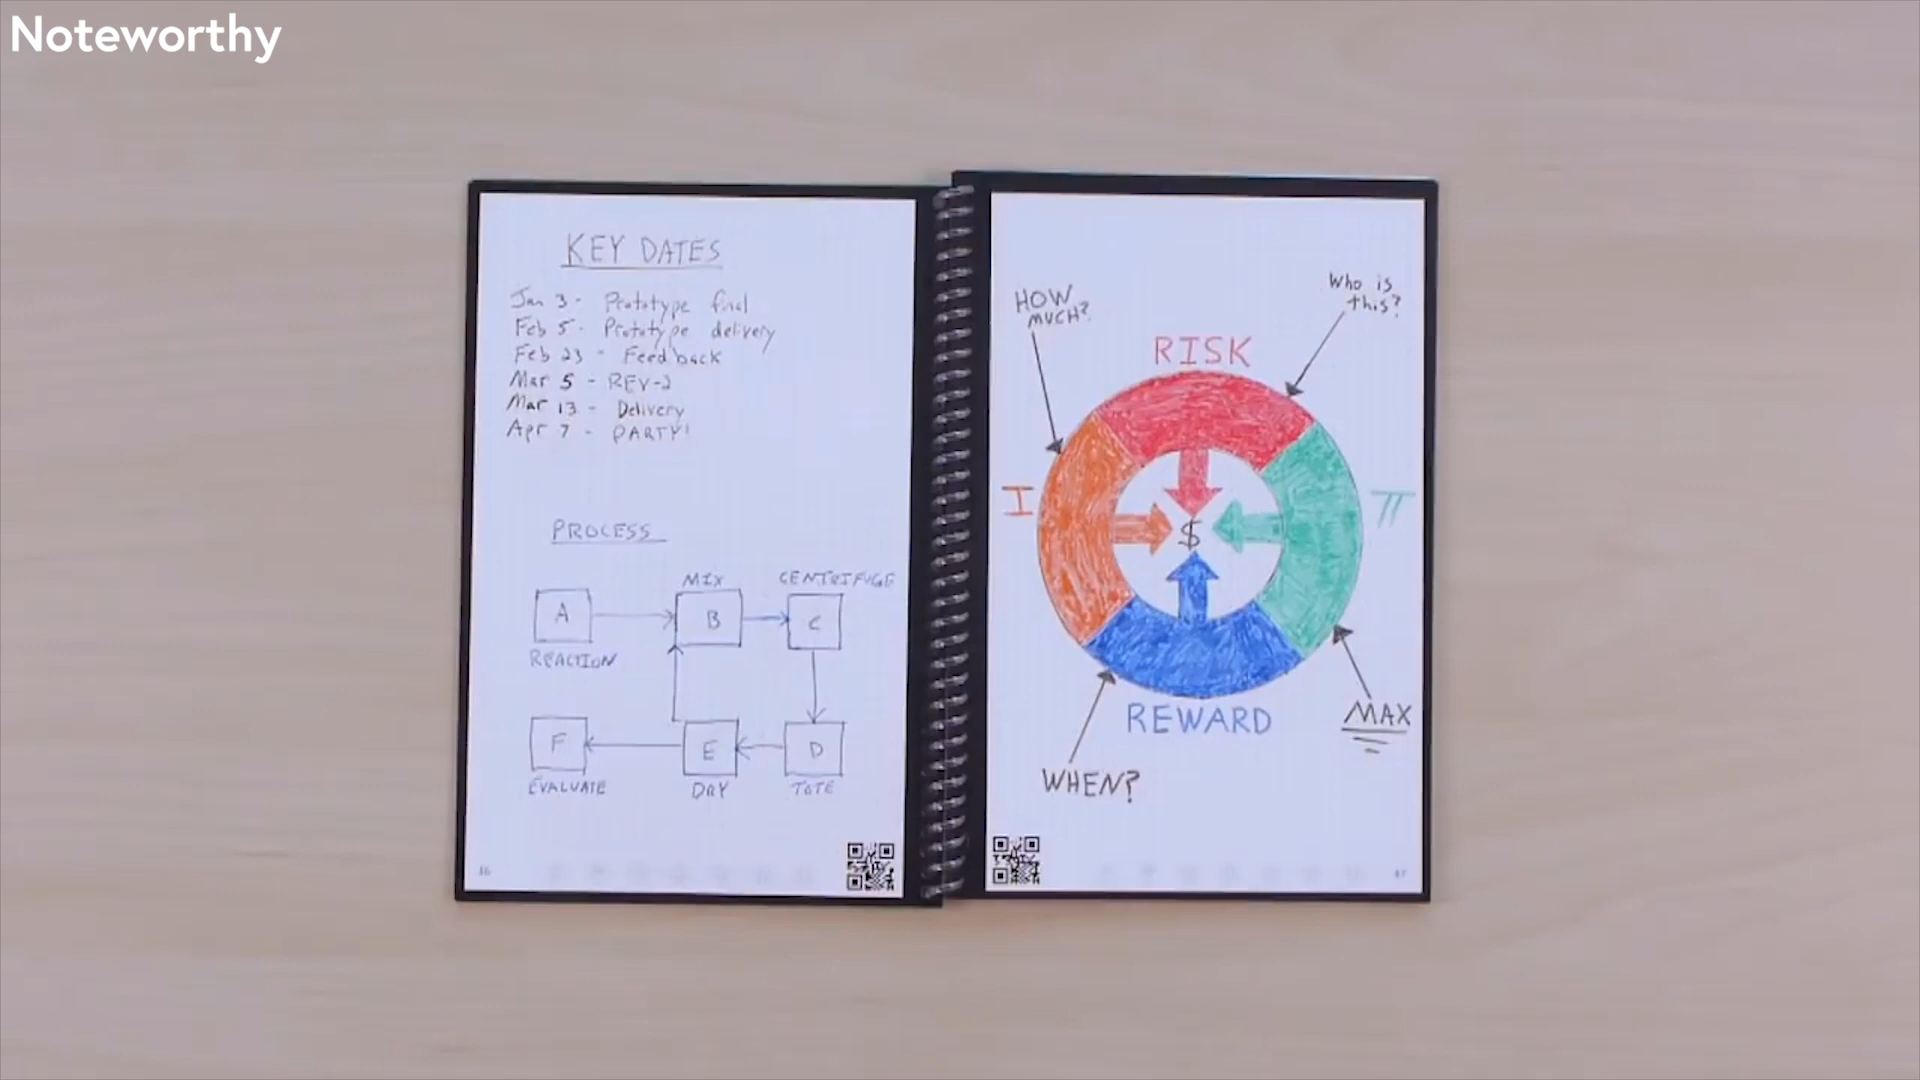 Noteworthy
KEY DATES
Jan 3 - Prototype final
Feb 5 - Prototype delivery
Feb 23 - Feedback
Mar 5 - REV-2
Mar 13 - Delivery
Apr 7 - PARTY!
PROCESS
MIX
CENTRIFUGE
A
B
C
REACTION
F
E
D
EVALUATE
DRY
TOTE
36
HOW
MUCH?
Who is
this?
RISK
I
$
π
REWARD
MAX
WHEN?
37